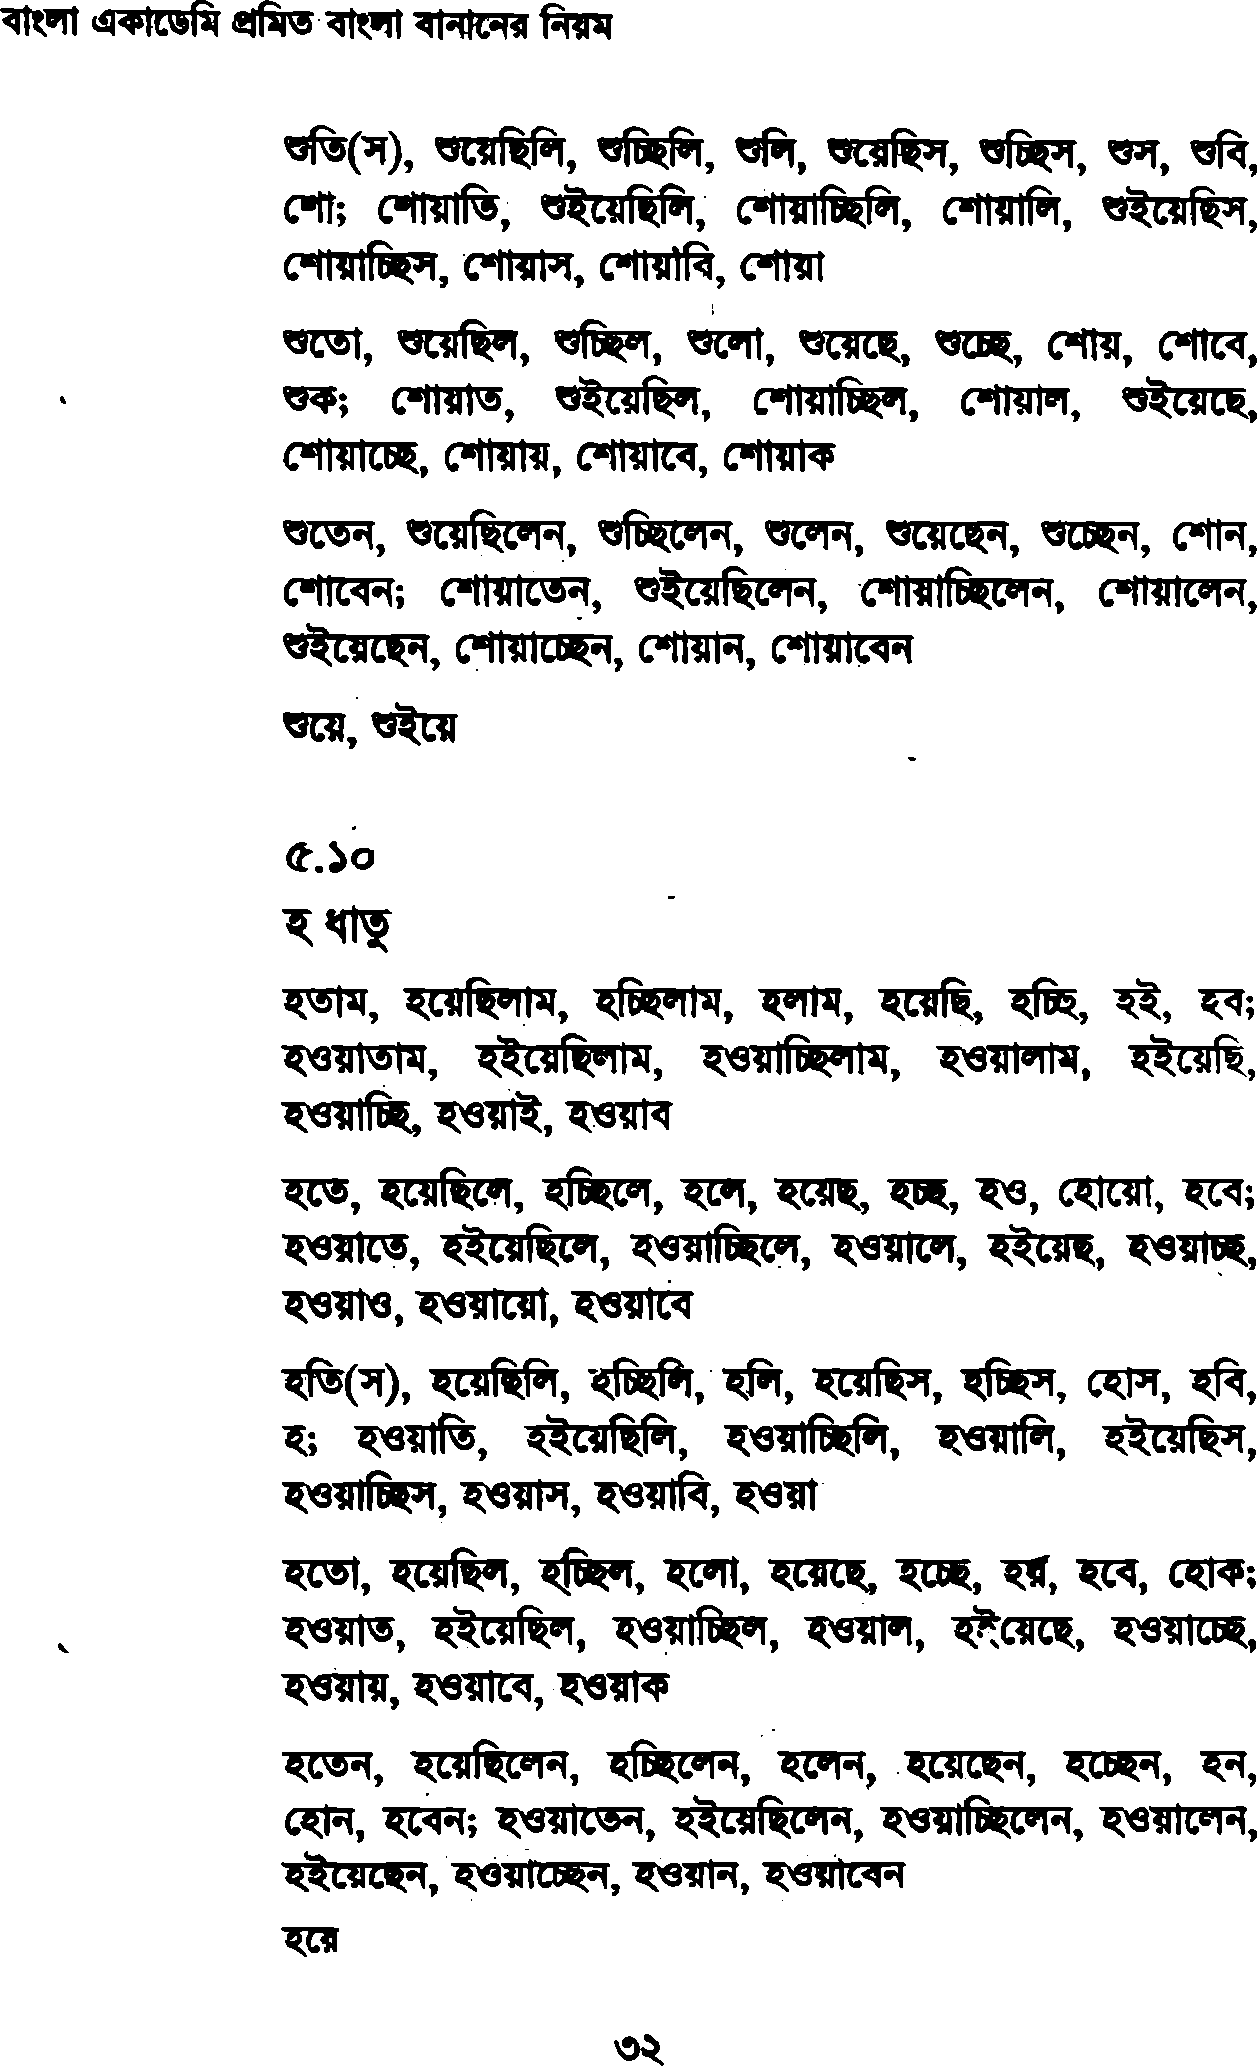 বাংলা একাডেমি প্রমিত বাংলা বানানের নিয়ম
শুতি(স), শুয়েছিলি, শুচ্ছিলি, শুলি, শুয়েছিস, শুচ্ছিস, শুস, শুবি,
শো; শোয়াতি, শুইয়েছিলি, শোয়াচ্ছিলি, শোয়ালি, শুইয়েছিস,
শোয়াচ্ছিস, শোয়াস, শোয়াবি, শোয়া
শুতো, শুয়েছিল, শুচ্ছিল, শুলো, শুয়েছে, শুচ্ছে, শোয়, শোবে,
শুক; শোয়াত, শুইয়েছিল, শোয়াচ্ছিল, শোয়াল, শুইয়েছে,
শোয়াচ্ছে, শোয়ায়, শোয়াবে, শোয়াক
শুতেন, শুয়েছিলেন, শুচ্ছিলেন, শুলেন, শুয়েছেন, শুচ্ছেন, শোন,
শোবেন; শোয়াতেন, শুইয়েছিলেন, শোয়াচ্ছিলেন, শোয়ালেন,
শুইয়েছেন, শোয়াচ্ছেন, শোয়ান, শোয়াবেন
শুয়ে, শুইয়ে
৫.১০
হ ধাতু
হতাম, হয়েছিলাম, হচ্ছিলাম, হলাম, হয়েছি, হচ্ছি, হই, হব;
হওয়াতাম, হইয়েছিলাম, হওয়াচ্ছিলাম, হওয়ালাম, হইয়েছি,
হওয়াচ্ছি, হওয়াই, হওয়াব
হতে, হয়েছিলে, হচ্ছিলে, হলে, হয়েছ, হচ্ছ, হও, হোয়ো, হবে;
হওয়াতে, হইয়েছিলে, হওয়াচ্ছিলে, হওয়ালে, হইয়েছ, হওয়াচ্ছ,
হওয়াও, হওয়ায়ো, হওয়াবে
হতি(স), হয়েছিলি, হচ্ছিলি, হলি, হয়েছিস, হচ্ছিস, হোস, হবি,
হ; হওয়াতি, হইয়েছিলি, হওয়াচ্ছিলি, হওয়ালি, হইয়েছিস,
হওয়াচ্ছিস, হওয়াস, হওয়াবি, হওয়া
হতো, হয়েছিল, হচ্ছিল, হলো, হয়েছে, হচ্ছে, হয়, হবে, হোক;
হওয়াত, হইয়েছিল, হওয়াচ্ছিল, হওয়াল, হইয়েছে, হওয়াচ্ছে,
হওয়ায়, হওয়াবে, হওয়াক
হতেন, হয়েছিলেন, হচ্ছিলেন, হলেন, হয়েছেন, হচ্ছেন, হন,
হোন, হবেন; হওয়াতেন, হইয়েছিলেন, হওয়াচ্ছিলেন, হওয়ালেন,
হইয়েছেন, হওয়াচ্ছেন, হওয়ান, হওয়াবেন
হয়ে
৩২